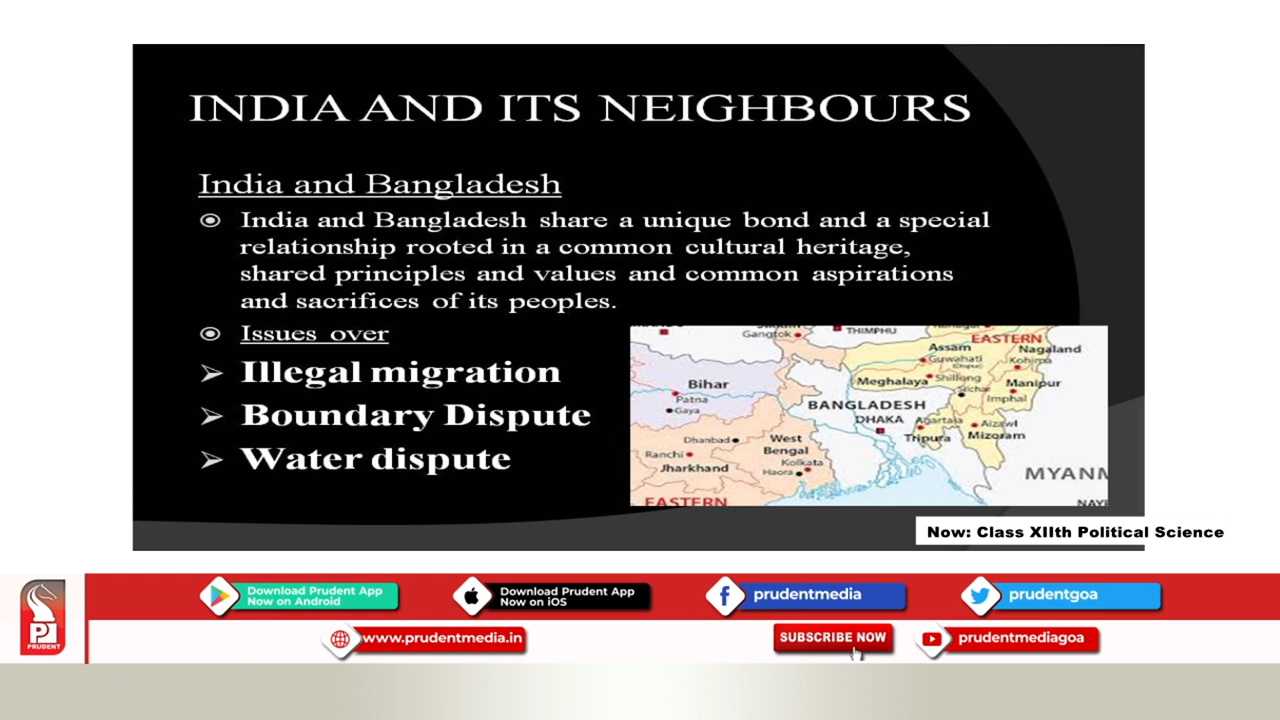 INDIA AND ITS NEIGHBOURS
India and Bangladesh
India and Bangladesh share a unique bond and a special
relationship rooted in a common cultural heritage,
shared principles and values and common aspirations
and sacrifices of its peoples.
Issues over
Illegal migration
Boundary Dispute
Water dispute
Gangtok
THIMPHU
EASTERN
Assam
Nagaland
Guwahati
(Dispur)
Kohima
Bihar
Meghalaya
Shillong
Manipur
Patna
Imphal
Gaya
BANGLADESH
DHAKA
Agartala
Aizawl
Dhanbad
West
Bengal
Tripura
Mizoram
Ranchi
Kolkata
Jharkhand
Haora
MYANM
EASTERN
NAY
Now: Class XIIth Political Science
Download Prudent App
Now on Android
Download Prudent App
Now on iOS
prudentmedia
prudentgoa
PRUDENT
www.prudentmedia.in
SUBSCRIBE NOW
prudentmediagoa